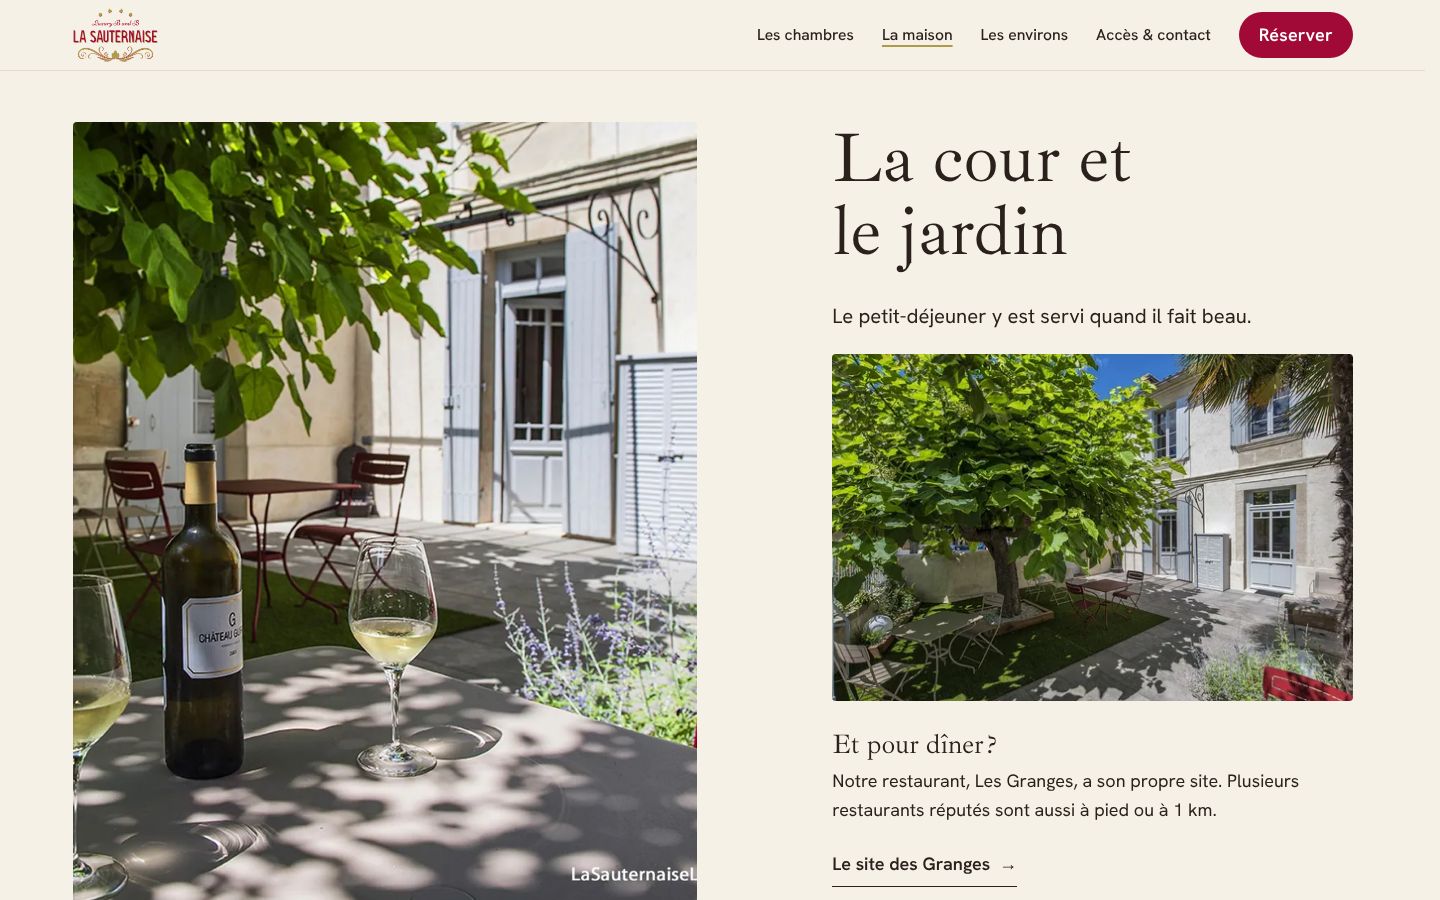 Luxury B and B
LA SAUTERNAISE
Les chambres
La maison
Les environs
Accès & contact
Réserver
La cour et
le jardin
Le petit-déjeuner y est servi quand il fait beau.
G
CHÂTEAU
LaSauternaiseL
Et pour dîner ?
Notre restaurant, Les Granges, a son propre site. Plusieurs
restaurants réputés sont aussi à pied ou à 1 km.
Le site des Granges →